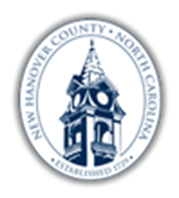 NEW HANOVER COUNTY • NORTH CAROLINA
• ESTABLISHED 1729 •